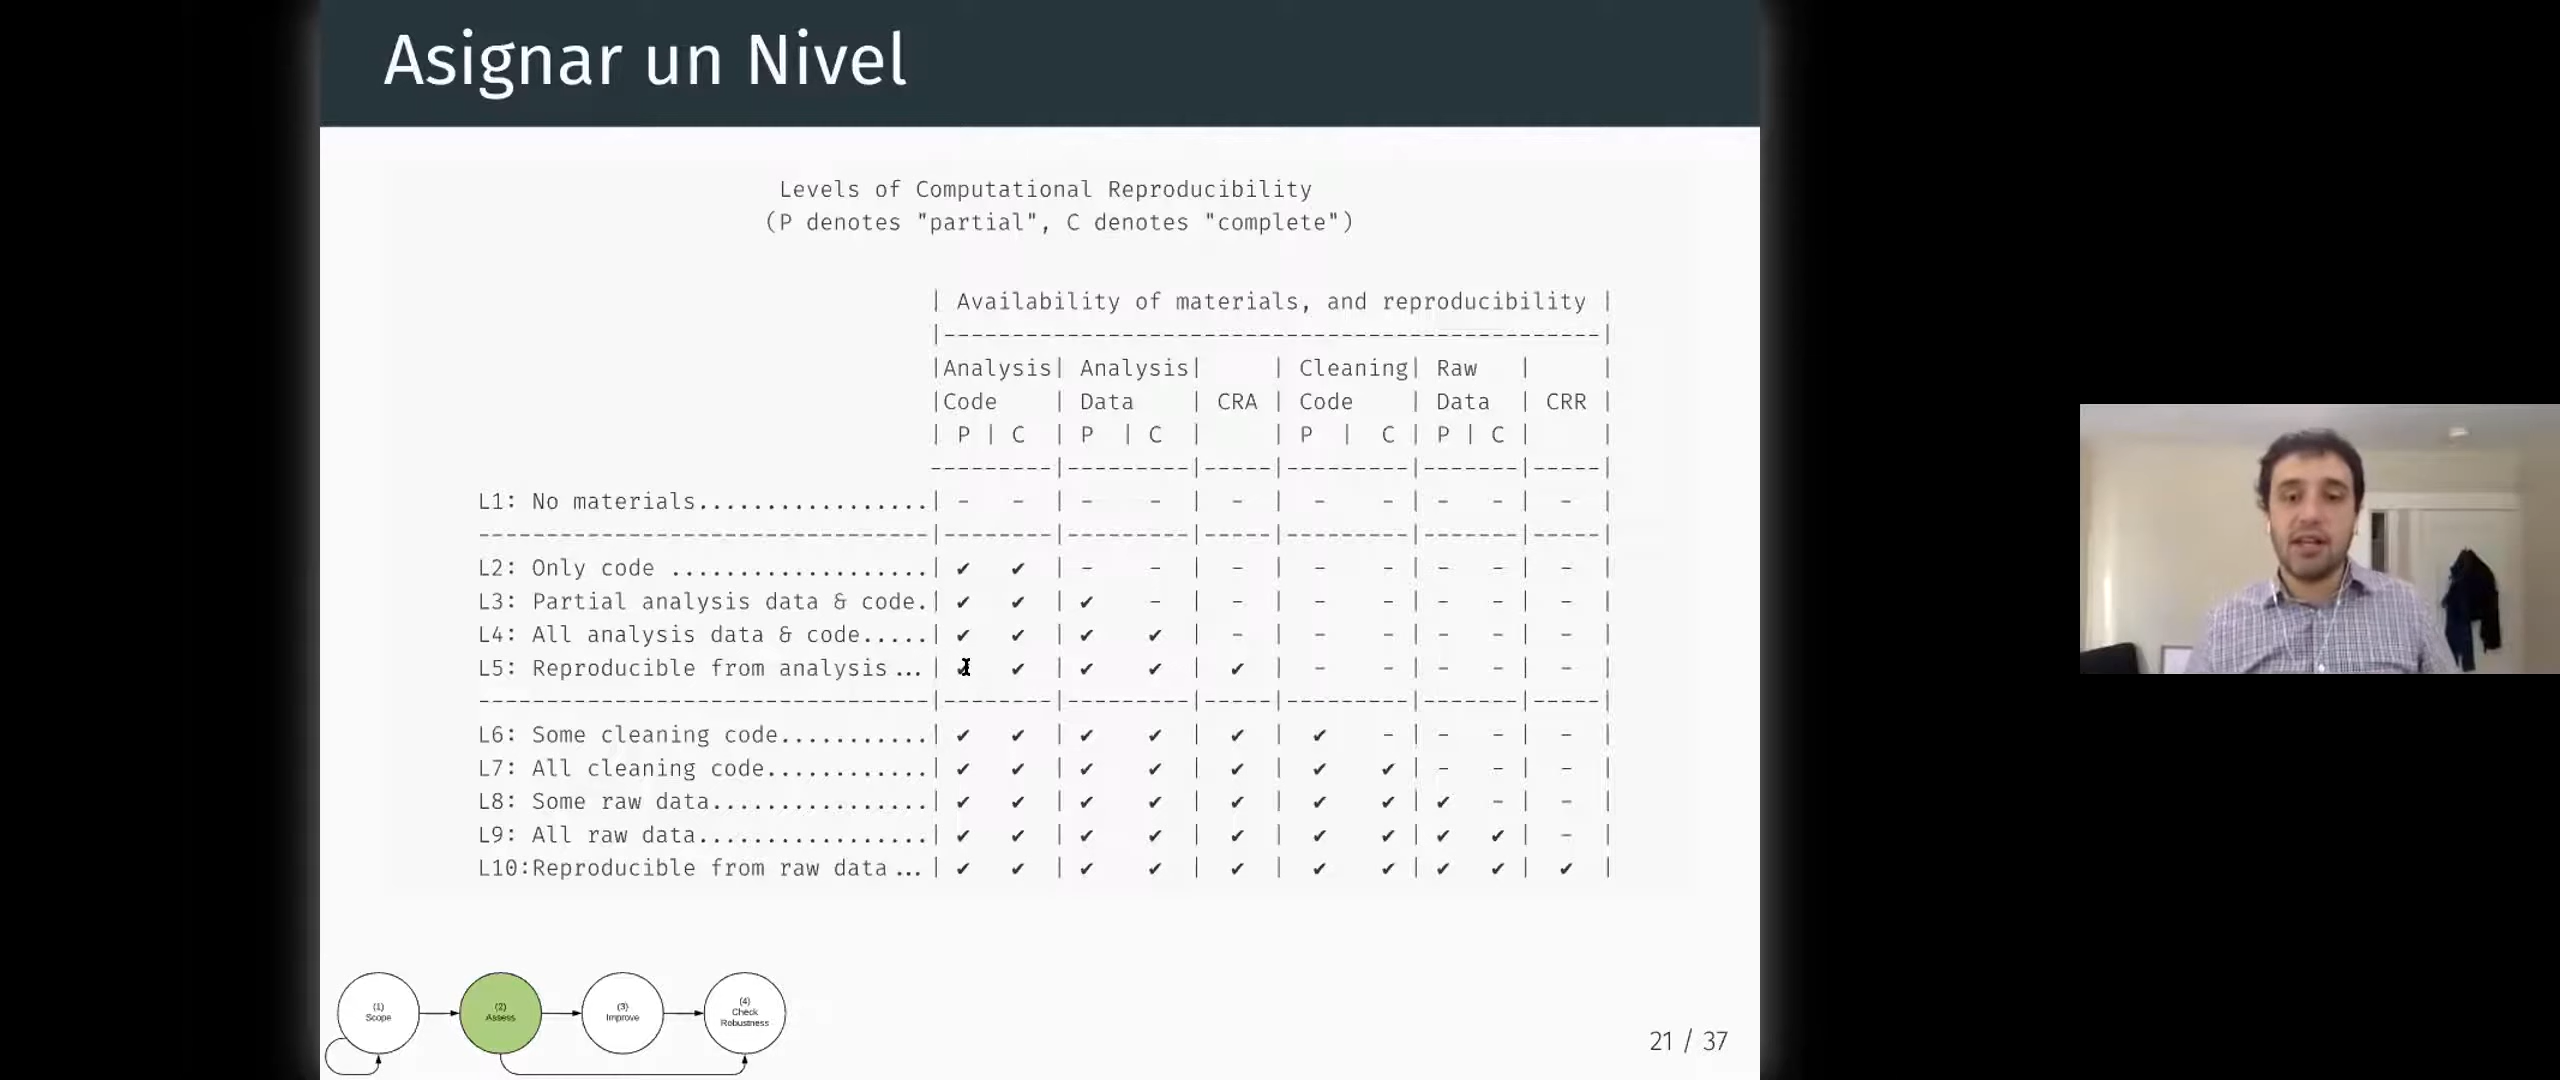 Asignar un Nivel
Levels of Computational Reproducibility
(P denotes "partial", C denotes "complete")
| Availability of materials, and reproducibility |
|------------------------------------------------|
|Analysis| Analysis|     | Cleaning| Raw   |     |
|Code    | Data    | CRA | Code    | Data  | CRR |
| P | C  | P  | C  |     | P  |  C | P | C |     |
---------|---------|-----|---------|-------|-----|
L1: No materials.................| -   -  | -    -  |  -  |  -    - | -   - |  -  |
---------------------------------|--------|---------|-----|---------|-------|-----|
L2: Only code ...................| ✔   ✔  | -    -  |  -  |  -    - | -   - |  -  |
L3: Partial analysis data & code.| ✔   ✔  | ✔    -  |  -  |  -    - | -   - |  -  |
L4: All analysis data & code.....| ✔   ✔  | ✔    ✔  |  -  |  -    - | -   - |  -  |
L5: Reproducible from analysis ...| ✔   ✔  | ✔    ✔  |  ✔  |  -    - | -   - |  -  |
---------------------------------|--------|---------|-----|---------|-------|-----|
L6: Some cleaning code...........| ✔   ✔  | ✔    ✔  |  ✔  |  ✔    - | -   - |  -  |
L7: All cleaning code............| ✔   ✔  | ✔    ✔  |  ✔  |  ✔    ✔ | -   - |  -  |
L8: Some raw data................| ✔   ✔  | ✔    ✔  |  ✔  |  ✔    ✔ | ✔   - |  -  |
L9: All raw data.................| ✔   ✔  | ✔    ✔  |  ✔  |  ✔    ✔ | ✔   ✔ |  -  |
L10:Reproducible from raw data ...| ✔   ✔  | ✔    ✔  |  ✔  |  ✔    ✔ | ✔   ✔ |  ✔  |
(1)
Scope
(2)
Assess
(3)
Improve
(4)
Check
Robustness
21 / 37